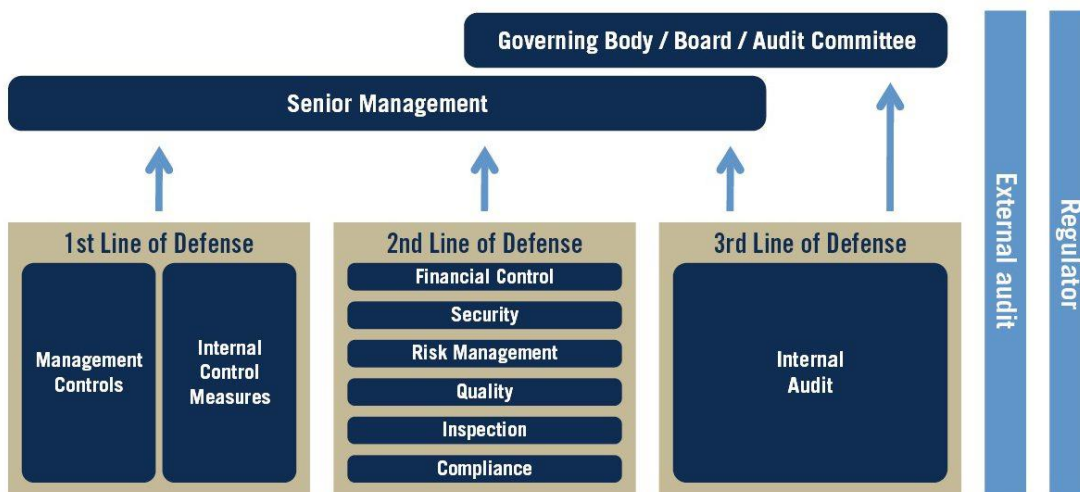 Governing Body / Board / Audit Committee
Senior Management
1st Line of Defense
Management
Controls
Internal
Control
Measures
2nd Line of Defense
Financial Control
Security
Risk Management
Quality
Inspection
Compliance
3rd Line of Defense
Internal
Audit
External audit
Regulator